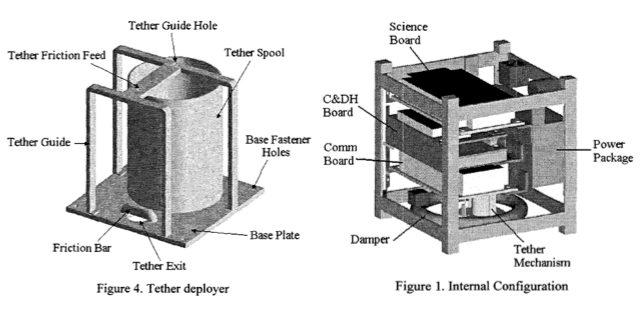 Tether Guide Hole
Tether Friction Feed
Tether Spool
Tether Guide
Base Fastener
Holes
Friction Bar
Base Plate
Tether Exit
Figure 4. Tether deployer
Science
Board
C&DH
Board
Comm
Board
Power
Package
Damper
Tether
Mechanism
Figure 1. Internal Configuration